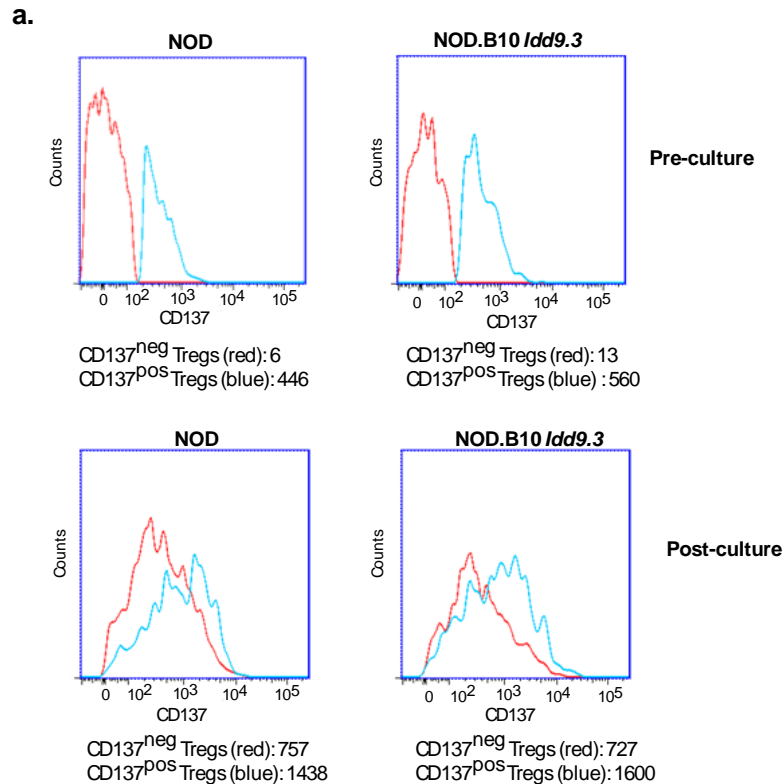 a.
NOD
NOD.B10 Idd9.3
Counts
0 10² 10³ 10⁴ 10⁵
CD137
Counts
0 10² 10³ 10⁴ 10⁵
CD137
Pre-culture
CD137neg Tregs (red): 6
CD137pos Tregs (blue): 446
CD137neg Tregs (red): 13
CD137pos Tregs (blue) : 560
NOD
NOD.B10 Idd9.3
Counts
0 10² 10³ 10⁴ 10⁵
CD137
Counts
0 10² 10³ 10⁴ 10⁵
CD137
Post-culture
CD137neg Tregs (red): 757
CD137pos Tregs (blue): 1438
CD137neg Tregs (red): 727
CD137pos Tregs (blue): 1600